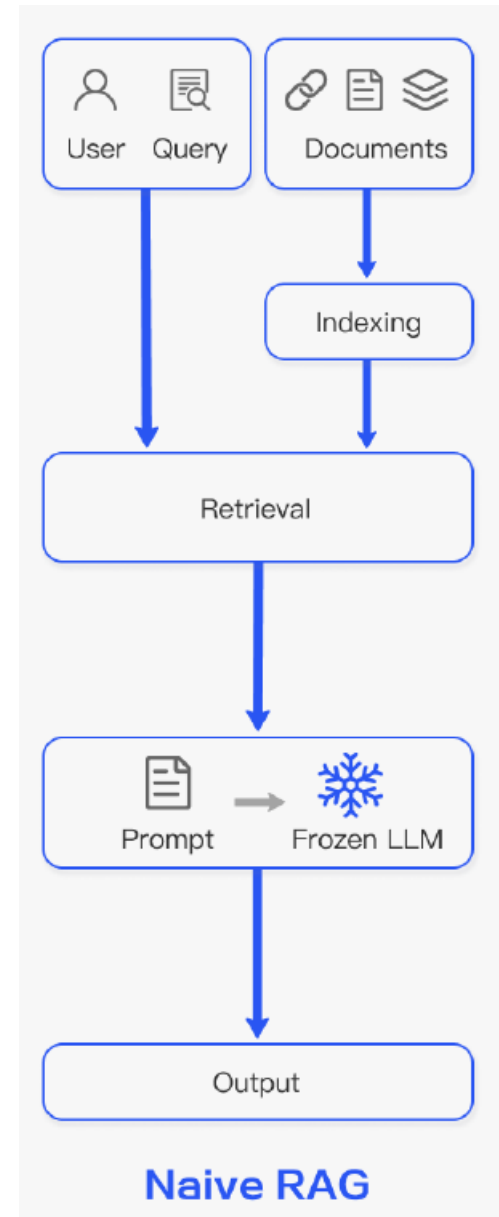 User Query
Documents
Indexing
Retrieval
Prompt
Frozen LLM
Output
Naive RAG